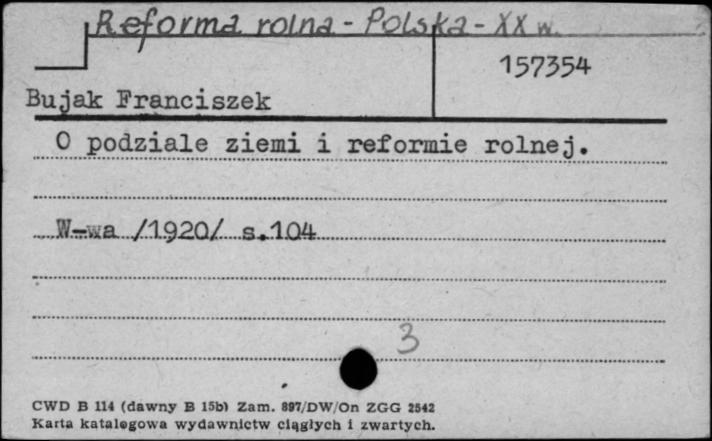 Reforma rolna - Polska - XX w.
157354
Bujak Franciszek
O podziale ziemi i reformie rolnej.
W-wa /1920/ s.104
3
CWD B 114 (dawny B 15b) Zam. 897/DW/On ZGG 2542
Karta katalogowa wydawnictw ciągłych i zwartych.